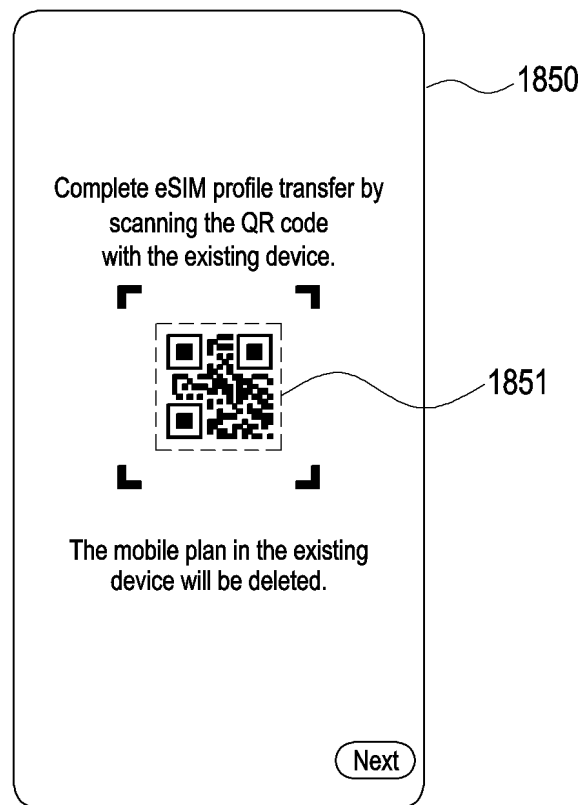 1850
Complete eSIM profile transfer by
scanning the QR code
with the existing device.
1851
The mobile plan in the existing
device will be deleted.
Next